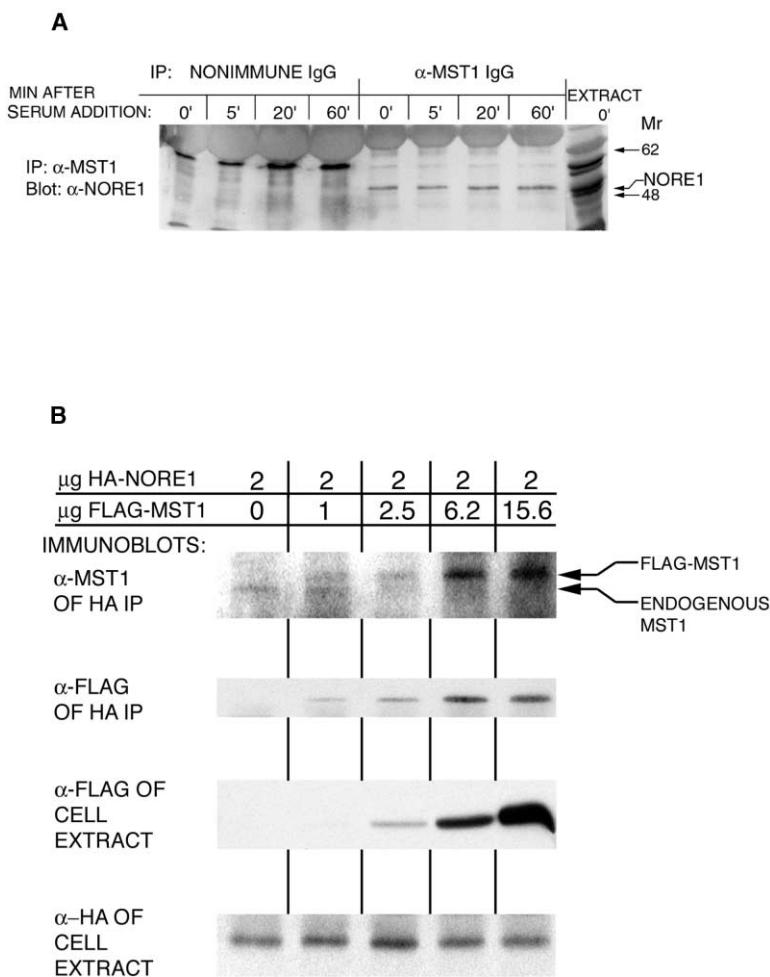 A
IP: NONIMMUNE IgG α-MST1 IgG
MIN AFTER
SERUM ADDITION: 0' 5' 20' 60' 0' 5' 20' 60' EXTRACT 0'
Mr
62
IP: α-MST1
Blot: α-NORE1
NORE1
48
B
μg HA-NORE1 2 2 2 2 2
μg FLAG-MST1 0 1 2.5 6.2 15.6
IMMUNOBLOTS:
α-MST1
OF HA IP
FLAG-MST1
ENDOGENOUS
MST1
α-FLAG
OF HA IP
α-FLAG OF
CELL
EXTRACT
α–HA OF
CELL
EXTRACT